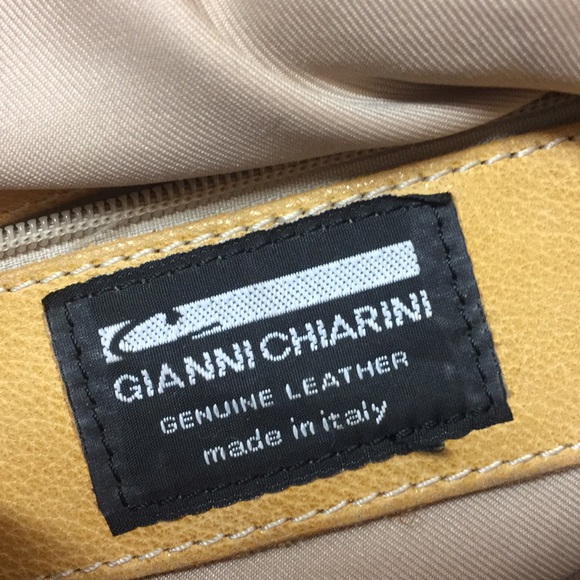 GIANNI CHIARINI
GENUINE LEATHER
made in italy